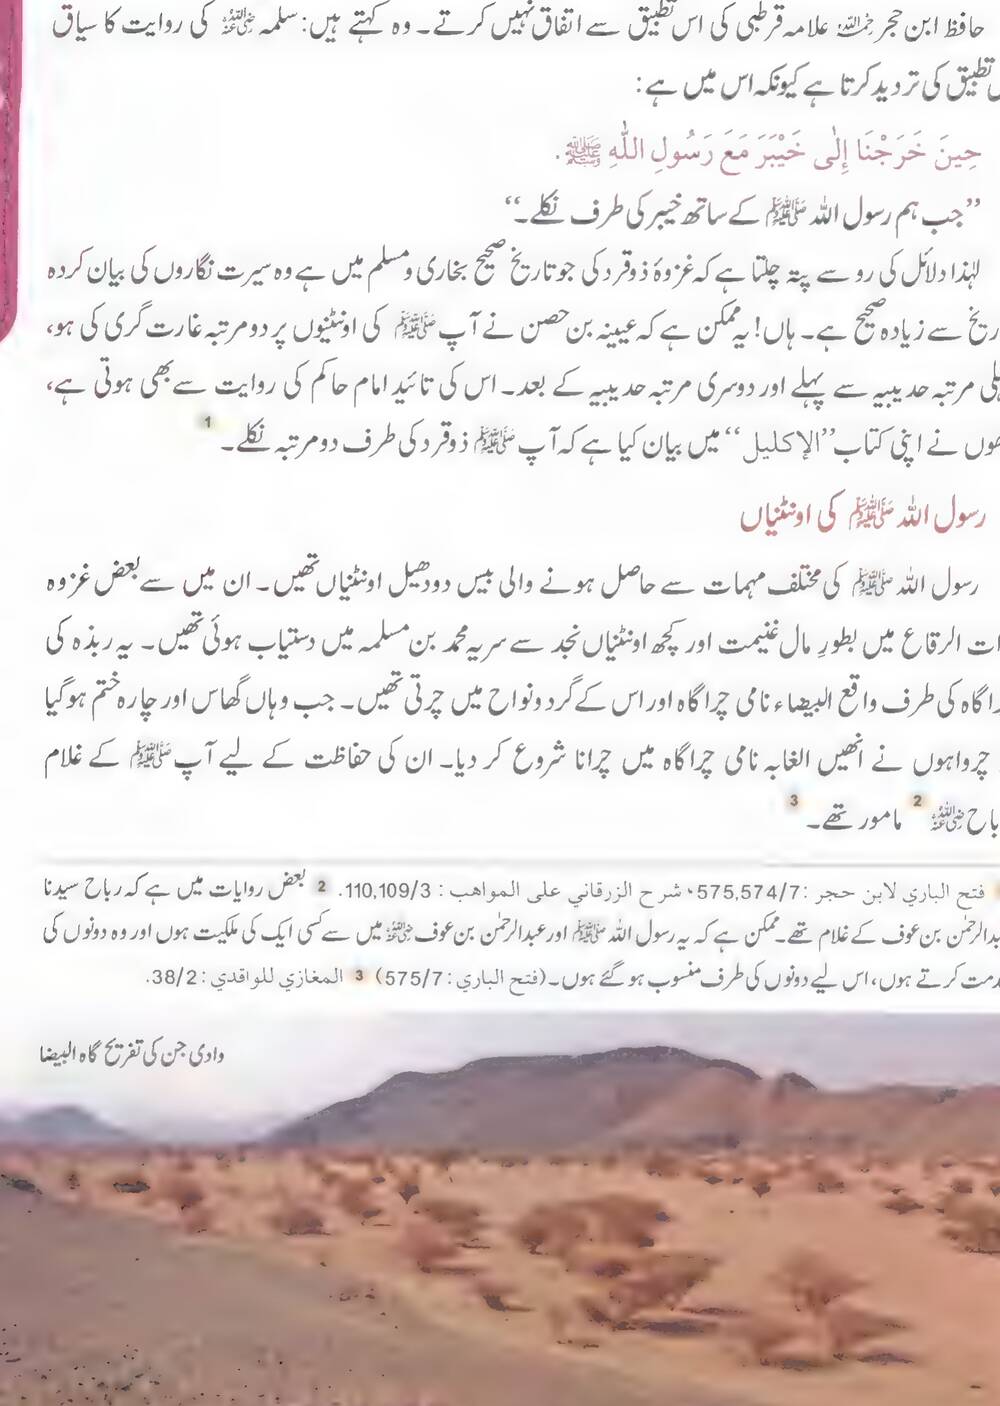 حافظ ابن حجر رحمہ اللہ علامہ قرطبی کی اس تطبیق سے اتفاق نہیں کرتے۔ وہ کہتے ہیں: سلمہ رضی اللہ عنہ کی روایت کا سیاق
تطبیق کی تردید کرتا ہے کیونکہ اس میں ہے:
حِينَ خَرَجْنَا إِلَى خَيْبَرَ مَعَ رَسُولِ اللّٰهِ ﷺ.
’’جب ہم رسول اللہ ﷺ کے ساتھ خیبر کی طرف نکلے۔‘‘
لہٰذا دلائل کی رو سے پتہ چلتا ہے کہ غزوۂ ذوقرد کی جو تاریخ صحیح بخاری ومسلم میں ہے وہ سیرت نگاروں کی بیان کردہ
ریخ سے زیادہ صحیح ہے۔ ہاں! یہ ممکن ہے کہ عیینہ بن حصن نے آپ ﷺ کی اونٹنیوں پر دو مرتبہ غارت گری کی ہو،
لی مرتبہ حدیبیہ سے پہلے اور دوسری مرتبہ حدیبیہ کے بعد۔ اس کی تائید امام حاکم کی روایت سے بھی ہوتی ہے،
ھوں نے اپنی کتاب ’’الإكليل‘‘ میں بیان کیا ہے کہ آپ ﷺ ذوقرد کی طرف دو مرتبہ نکلے۔ 1
رسول اللہ ﷺ کی اونٹنیاں
رسول اللہ ﷺ کی مختلف مہمات سے حاصل ہونے والی بیس دودھیل اونٹنیاں تھیں۔ ان میں سے بعض غزوہ
ات الرقاع میں بطورِ مال غنیمت اور کچھ اونٹنیاں نجد سے سریہ محمد بن مسلمہ میں دستیاب ہوئی تھیں۔ یہ ربذہ کی
راگاہ کی طرف واقع البیضاء نامی چراگاہ اور اس کے گرد ونواح میں چرتی تھیں۔ جب وہاں گھاس اور چارہ ختم ہوگیا
چرواہوں نے انھیں الغابہ نامی چراگاہ میں چرانا شروع کر دیا۔ ان کی حفاظت کے لیے آپ ﷺ کے غلام
باح رضی اللہ عنہ 2 مامور تھے۔ 3
فتح الباري لابن حجر: 575,574/7، شرح الزرقاني على المواهب: 110,109/3. 2 بعض روایات میں ہے کہ رباح سیدنا
بدالرحمٰن بن عوف کے غلام تھے۔ ممکن ہے کہ یہ رسول اللہ ﷺ اور عبدالرحمٰن بن عوف رضی اللہ عنہ میں سے کسی ایک کی ملکیت ہوں اور وہ دونوں کی
دمت کرتے ہوں، اس لیے دونوں کی طرف منسوب ہوگئے ہوں۔ (فتح الباري: 575/7) 3 المغازي للواقدي: 38/2.
وادی جن کی تفریح گاہ البیضا